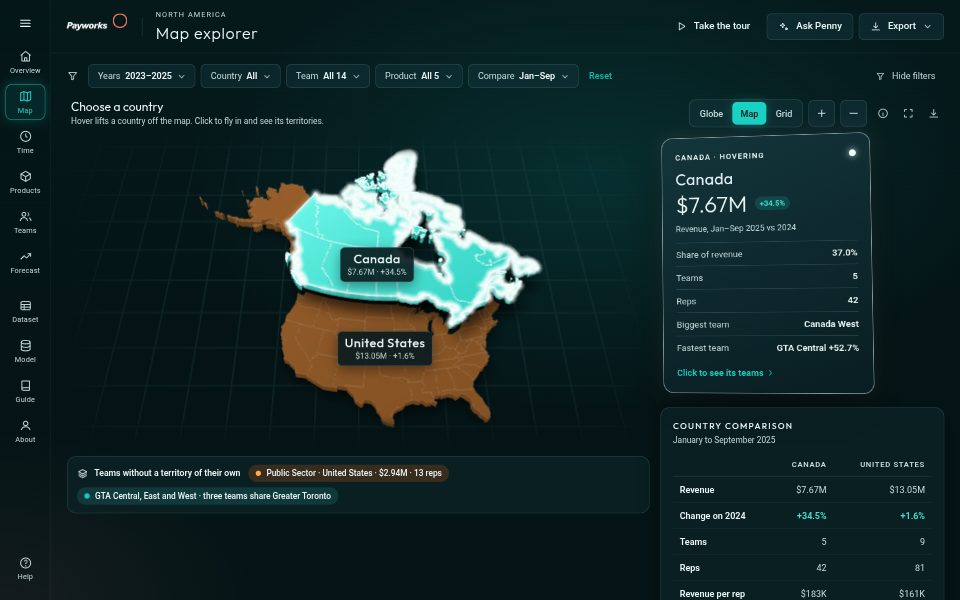 Payworks
NORTH AMERICA
Map explorer
Take the tour
Ask Penny
Export
Overview
Map
Time
Products
Teams
Forecast
Dataset
Model
Guide
About
Help
Years 2023–2025
Country All
Team All 14
Product All 5
Compare Jan–Sep
Reset
Hide filters
Choose a country
Hover lifts a country off the map. Click to fly in and see its territories.
Globe
Map
Grid
Canada
$7.67M · +34.5%
United States
$13.05M · +1.6%
Teams without a territory of their own
Public Sector · United States · $2.94M · 13 reps
GTA Central, East and West · three teams share Greater Toronto
CANADA · HOVERING
Canada
$7.67M +34.5%
Revenue, Jan–Sep 2025 vs 2024
Share of revenue 37.0%
Teams 5
Reps 42
Biggest team Canada West
Fastest team GTA Central +52.7%
Click to see its teams
COUNTRY COMPARISON
January to September 2025
CANADA UNITED STATES
Revenue $7.67M $13.05M
Change on 2024 +34.5% +1.6%
Teams 5 9
Reps 42 81
Revenue per rep $183K $161K